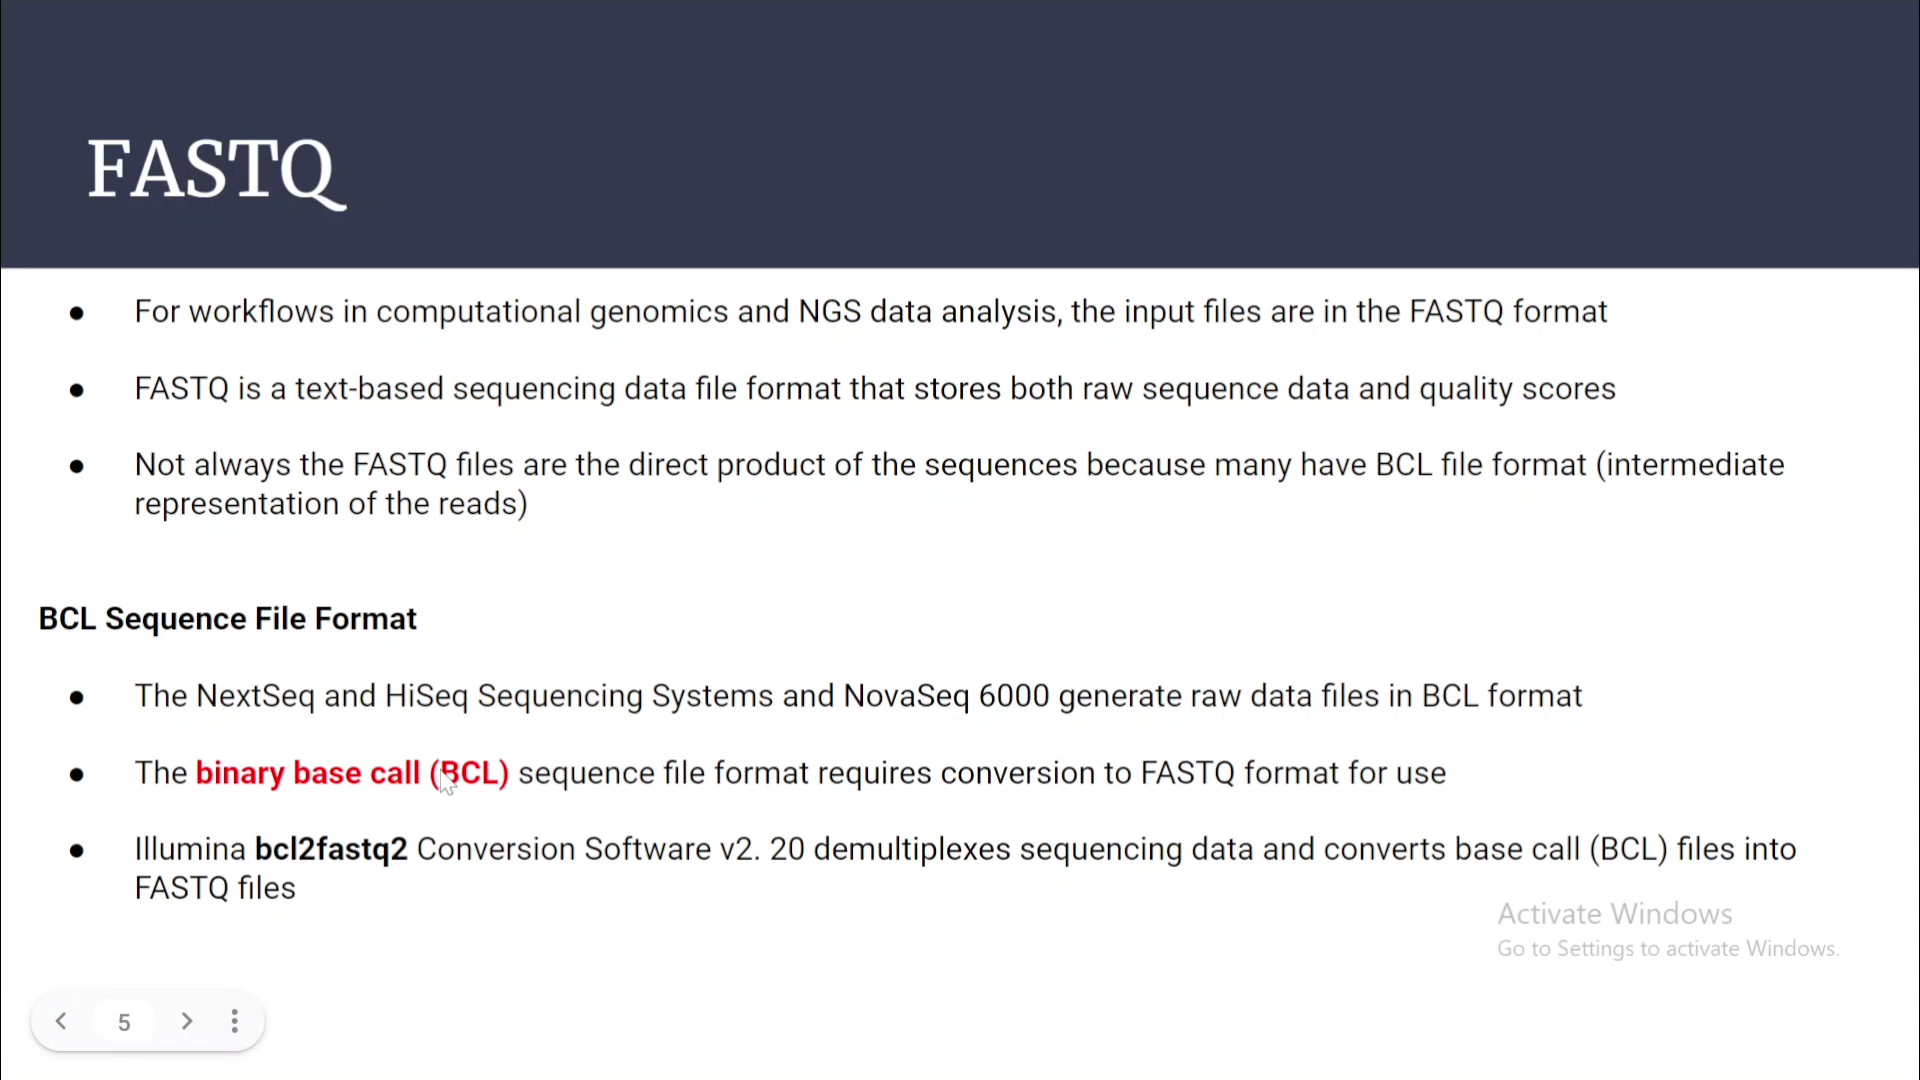 FASTQ
● For workflows in computational genomics and NGS data analysis, the input files are in the FASTQ format
● FASTQ is a text-based sequencing data file format that stores both raw sequence data and quality scores
● Not always the FASTQ files are the direct product of the sequences because many have BCL file format (intermediate
representation of the reads)
BCL Sequence File Format
● The NextSeq and HiSeq Sequencing Systems and NovaSeq 6000 generate raw data files in BCL format
● The binary base call (BCL) sequence file format requires conversion to FASTQ format for use
● Illumina bcl2fastq2 Conversion Software v2. 20 demultiplexes sequencing data and converts base call (BCL) files into
FASTQ files
Activate Windows
Go to Settings to activate Windows.
5